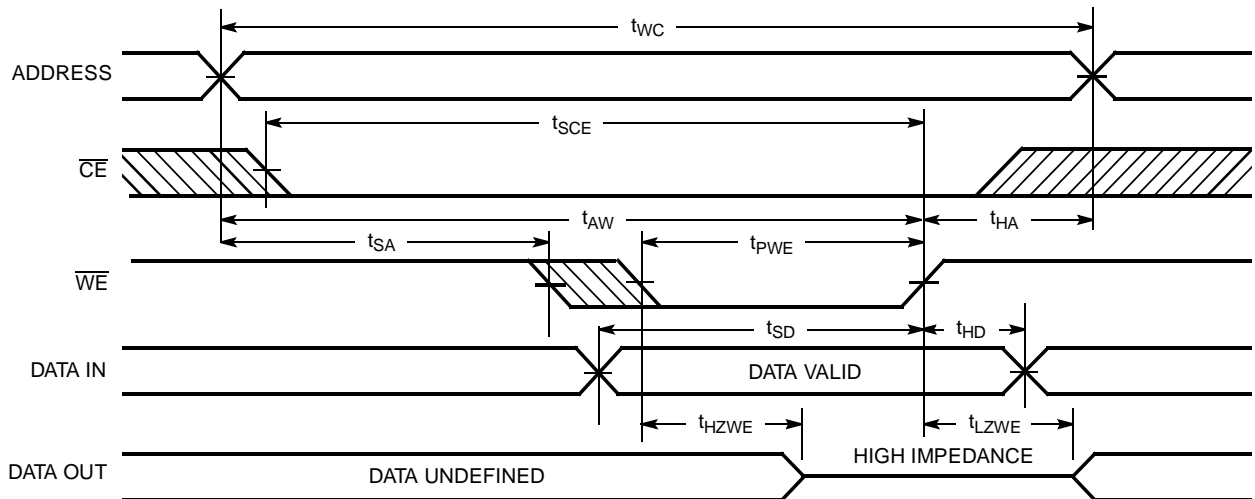 tWC
ADDRESS
tSCE
CE
tAW
tHA
tSA
tPWE
WE
tSD
tHD
DATA IN
DATA VALID
tHZWE
tLZWE
HIGH IMPEDANCE
DATA OUT
DATA UNDEFINED